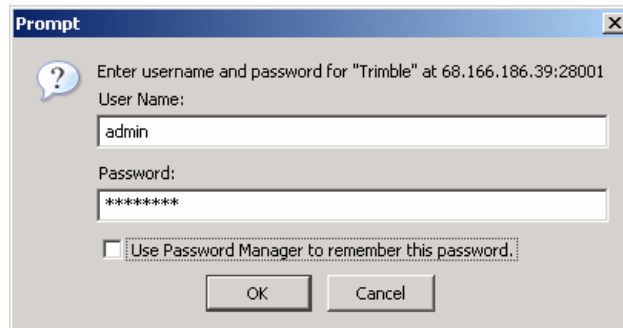 Prompt
Enter username and password for "Trimble" at 68.166.186.39:28001
User Name:
admin
Password:
********
Use Password Manager to remember this password.
OK
Cancel